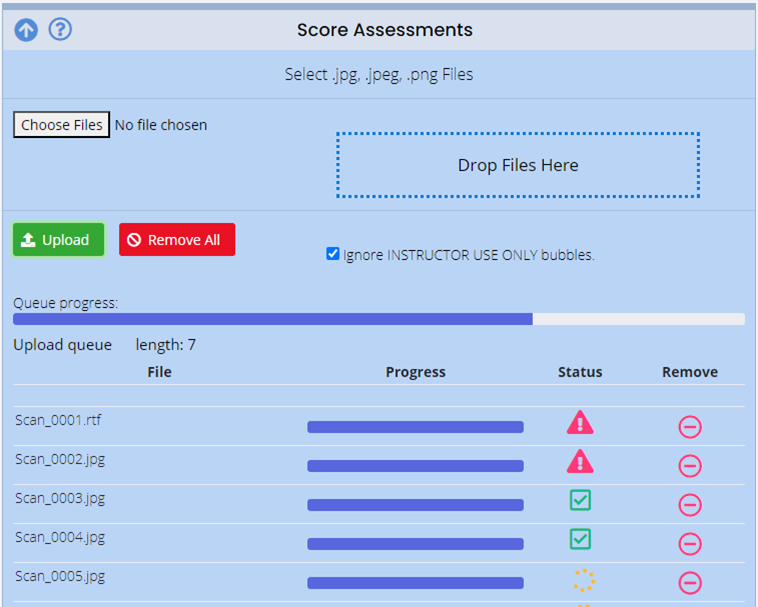 Score Assessments
Select .jpg, .jpeg, .png Files
Choose Files No file chosen
Drop Files Here
Upload Remove All
Ignore INSTRUCTOR USE ONLY bubbles.
Queue progress:
Upload queue length: 7
File Progress Status Remove
Scan_0001.rtf
Scan_0002.jpg
Scan_0003.jpg
Scan_0004.jpg
Scan_0005.jpg